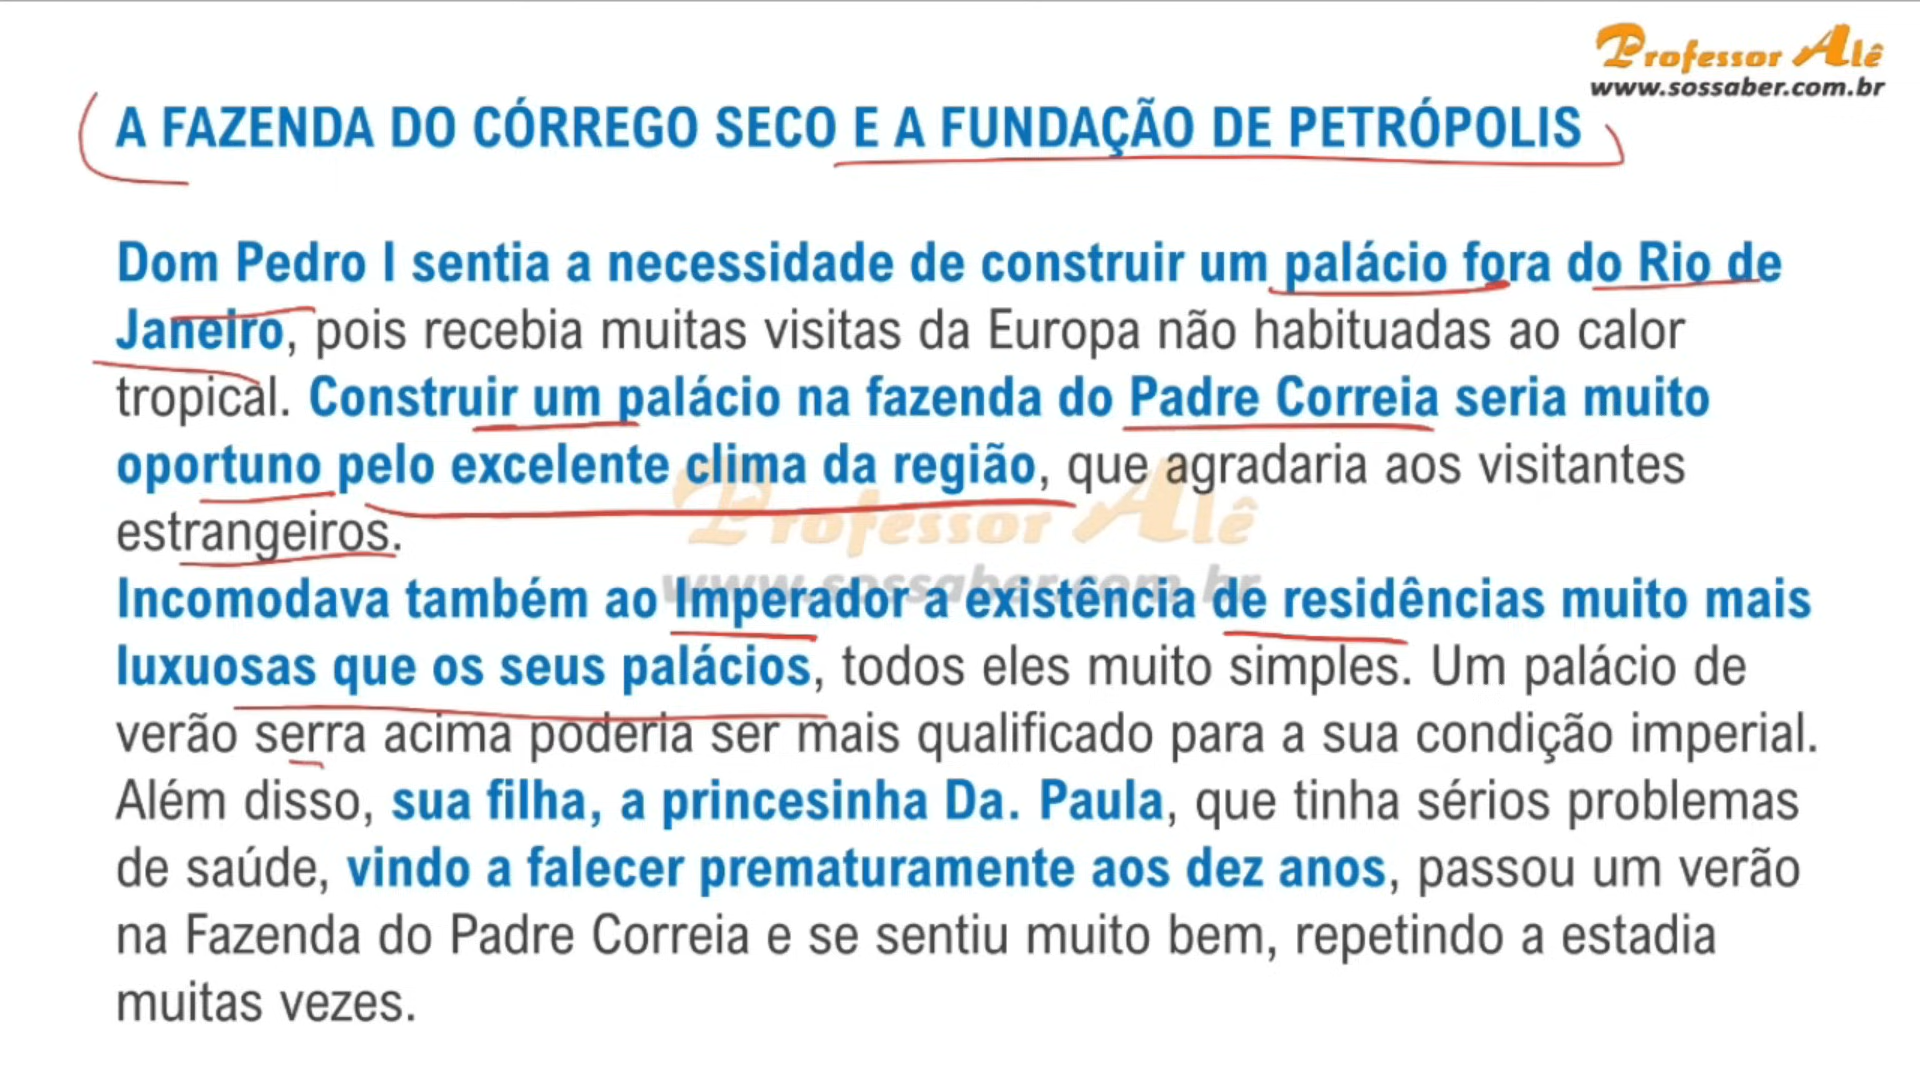 Professor Alê
www.sossaber.com.br
A FAZENDA DO CÓRREGO SECO E A FUNDAÇÃO DE PETRÓPOLIS
Dom Pedro I sentia a necessidade de construir um palácio fora do Rio de
Janeiro, pois recebia muitas visitas da Europa não habituadas ao calor
tropical. Construir um palácio na fazenda do Padre Correia seria muito
oportuno pelo excelente clima da região, que agradaria aos visitantes
estrangeiros.
Professor Alê
www.sossaber.com.br
Incomodava também ao Imperador a existência de residências muito mais
luxuosas que os seus palácios, todos eles muito simples. Um palácio de
verão serra acima poderia ser mais qualificado para a sua condição imperial.
Além disso, sua filha, a princesinha Da. Paula, que tinha sérios problemas
de saúde, vindo a falecer prematuramente aos dez anos, passou um verão
na Fazenda do Padre Correia e se sentiu muito bem, repetindo a estadia
muitas vezes.